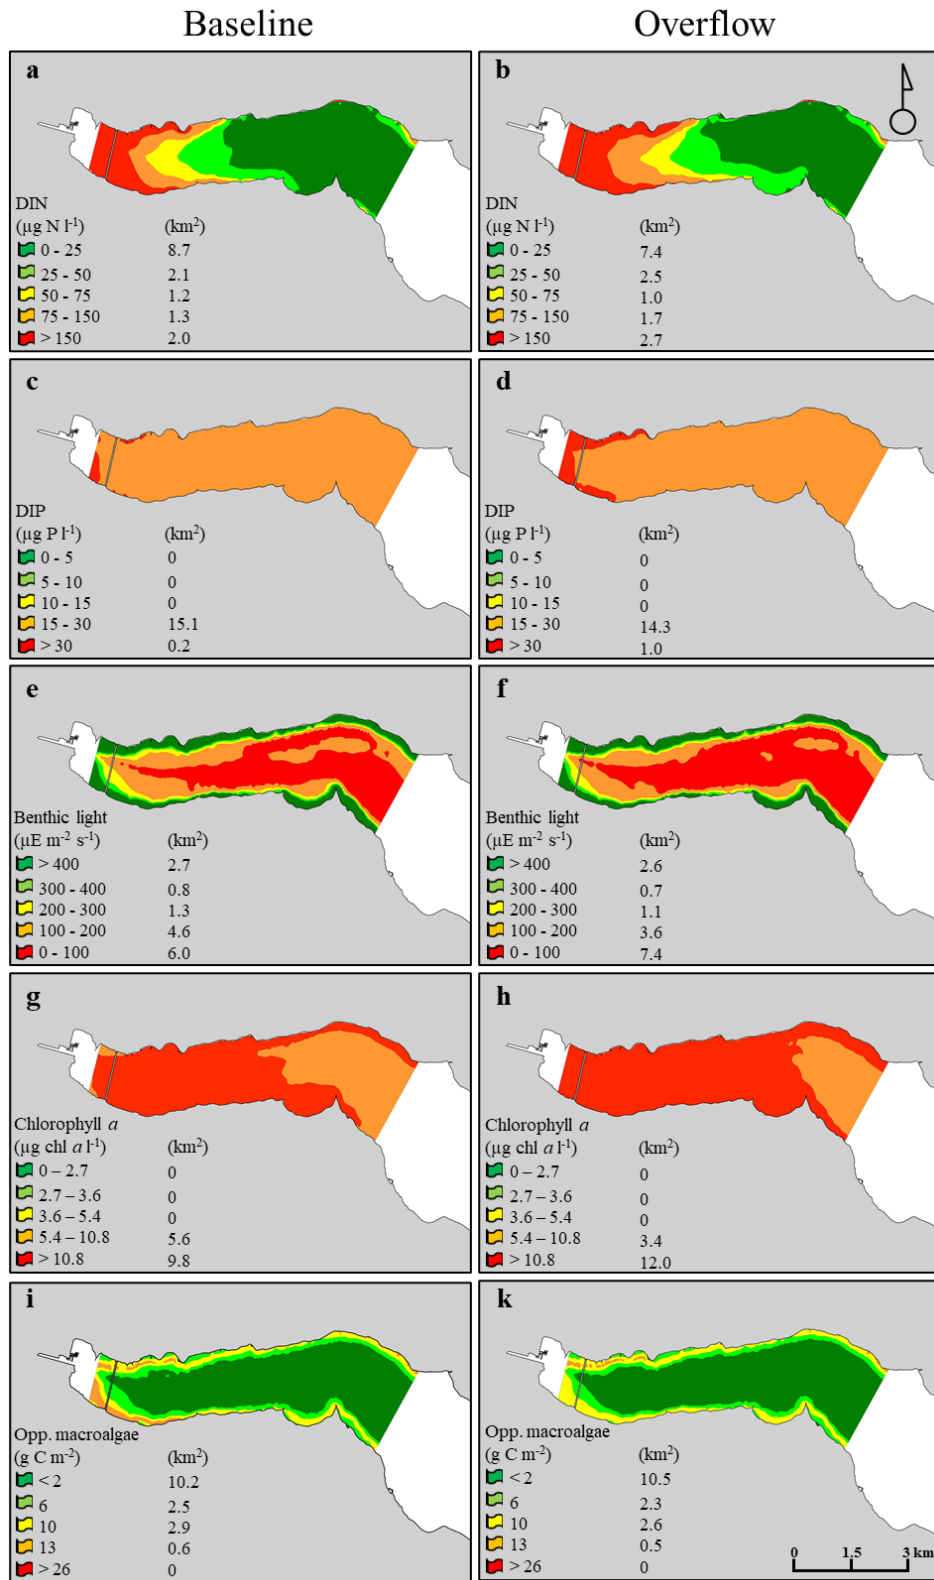 Baseline Overflow
a b
DIN DIN
(µg N l⁻¹) (km²) (µg N l⁻¹) (km²)
0 - 25 8.7 0 - 25 7.4
25 - 50 2.1 25 - 50 2.5
50 - 75 1.2 50 - 75 1.0
75 - 150 1.3 75 - 150 1.7
> 150 2.0 > 150 2.7
c d
DIP DIP
(µg P l⁻¹) (km²) (µg P l⁻¹) (km²)
0 - 5 0 0 - 5 0
5 - 10 0 5 - 10 0
10 - 15 0 10 - 15 0
15 - 30 15.1 15 - 30 14.3
> 30 0.2 > 30 1.0
e f
Benthic light Benthic light
(µE m⁻² s⁻¹) (km²) (µE m⁻² s⁻¹) (km²)
> 400 2.7 > 400 2.6
300 - 400 0.8 300 - 400 0.7
200 - 300 1.3 200 - 300 1.1
100 - 200 4.6 100 - 200 3.6
0 - 100 6.0 0 - 100 7.4
g h
Chlorophyll a Chlorophyll a
(µg chl a l⁻¹) (km²) (µg chl a l⁻¹) (km²)
0 – 2.7 0 0 – 2.7 0
2.7 – 3.6 0 2.7 – 3.6 0
3.6 – 5.4 0 3.6 – 5.4 0
5.4 – 10.8 5.6 5.4 – 10.8 3.4
> 10.8 9.8 > 10.8 12.0
i k
Opp. macroalgae Opp. macroalgae
(g C m⁻²) (km²) (g C m⁻²) (km²)
< 2 10.2 < 2 10.5
6 2.5 6 2.3
10 2.9 10 2.6
13 0.6 13 0.5
> 26 0 > 26 0
0 1.5 3 km